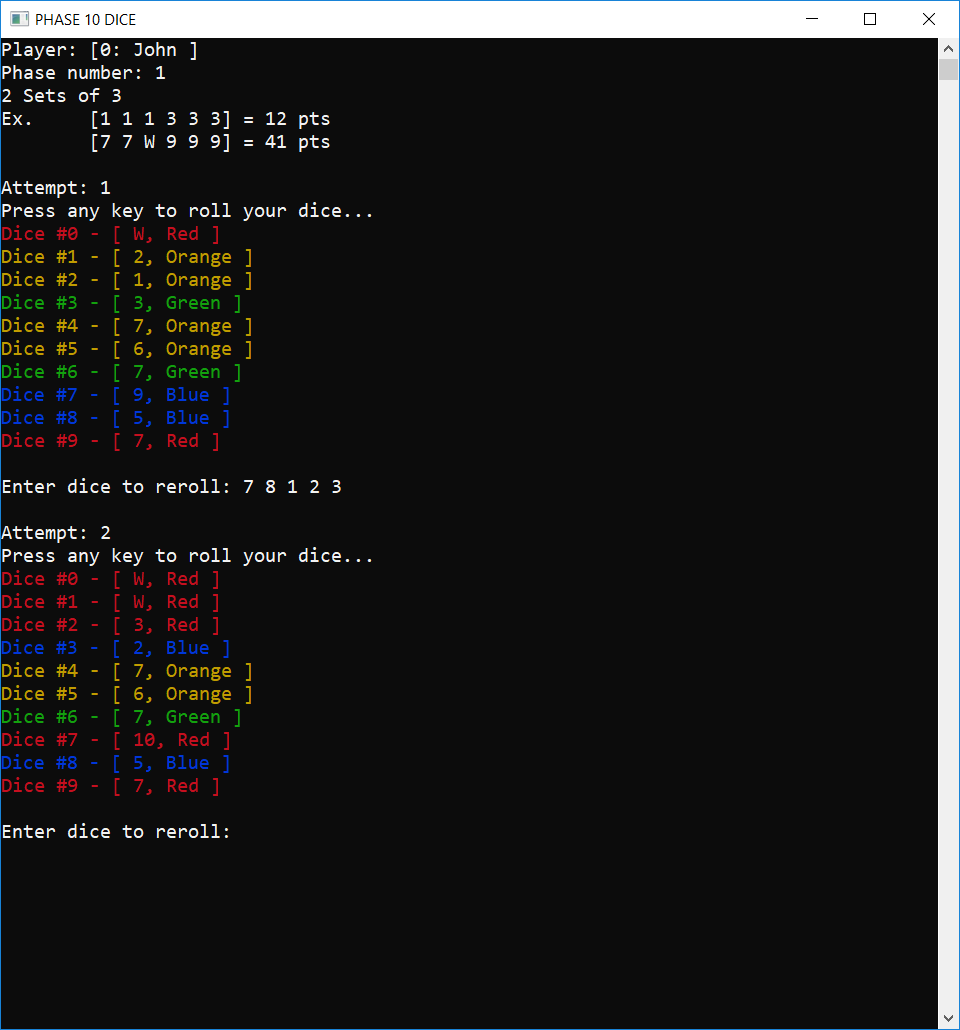 PHASE 10 DICE
Player: [0: John ]
Phase number: 1
2 Sets of 3
Ex.     [1 1 1 3 3 3] = 12 pts
        [7 7 W 9 9 9] = 41 pts
Attempt: 1
Press any key to roll your dice...
Dice #0 - [ W, Red ]
Dice #1 - [ 2, Orange ]
Dice #2 - [ 1, Orange ]
Dice #3 - [ 3, Green ]
Dice #4 - [ 7, Orange ]
Dice #5 - [ 6, Orange ]
Dice #6 - [ 7, Green ]
Dice #7 - [ 9, Blue ]
Dice #8 - [ 5, Blue ]
Dice #9 - [ 7, Red ]
Enter dice to reroll: 7 8 1 2 3
Attempt: 2
Press any key to roll your dice...
Dice #0 - [ W, Red ]
Dice #1 - [ W, Red ]
Dice #2 - [ 3, Red ]
Dice #3 - [ 2, Blue ]
Dice #4 - [ 7, Orange ]
Dice #5 - [ 6, Orange ]
Dice #6 - [ 7, Green ]
Dice #7 - [ 10, Red ]
Dice #8 - [ 5, Blue ]
Dice #9 - [ 7, Red ]
Enter dice to reroll: